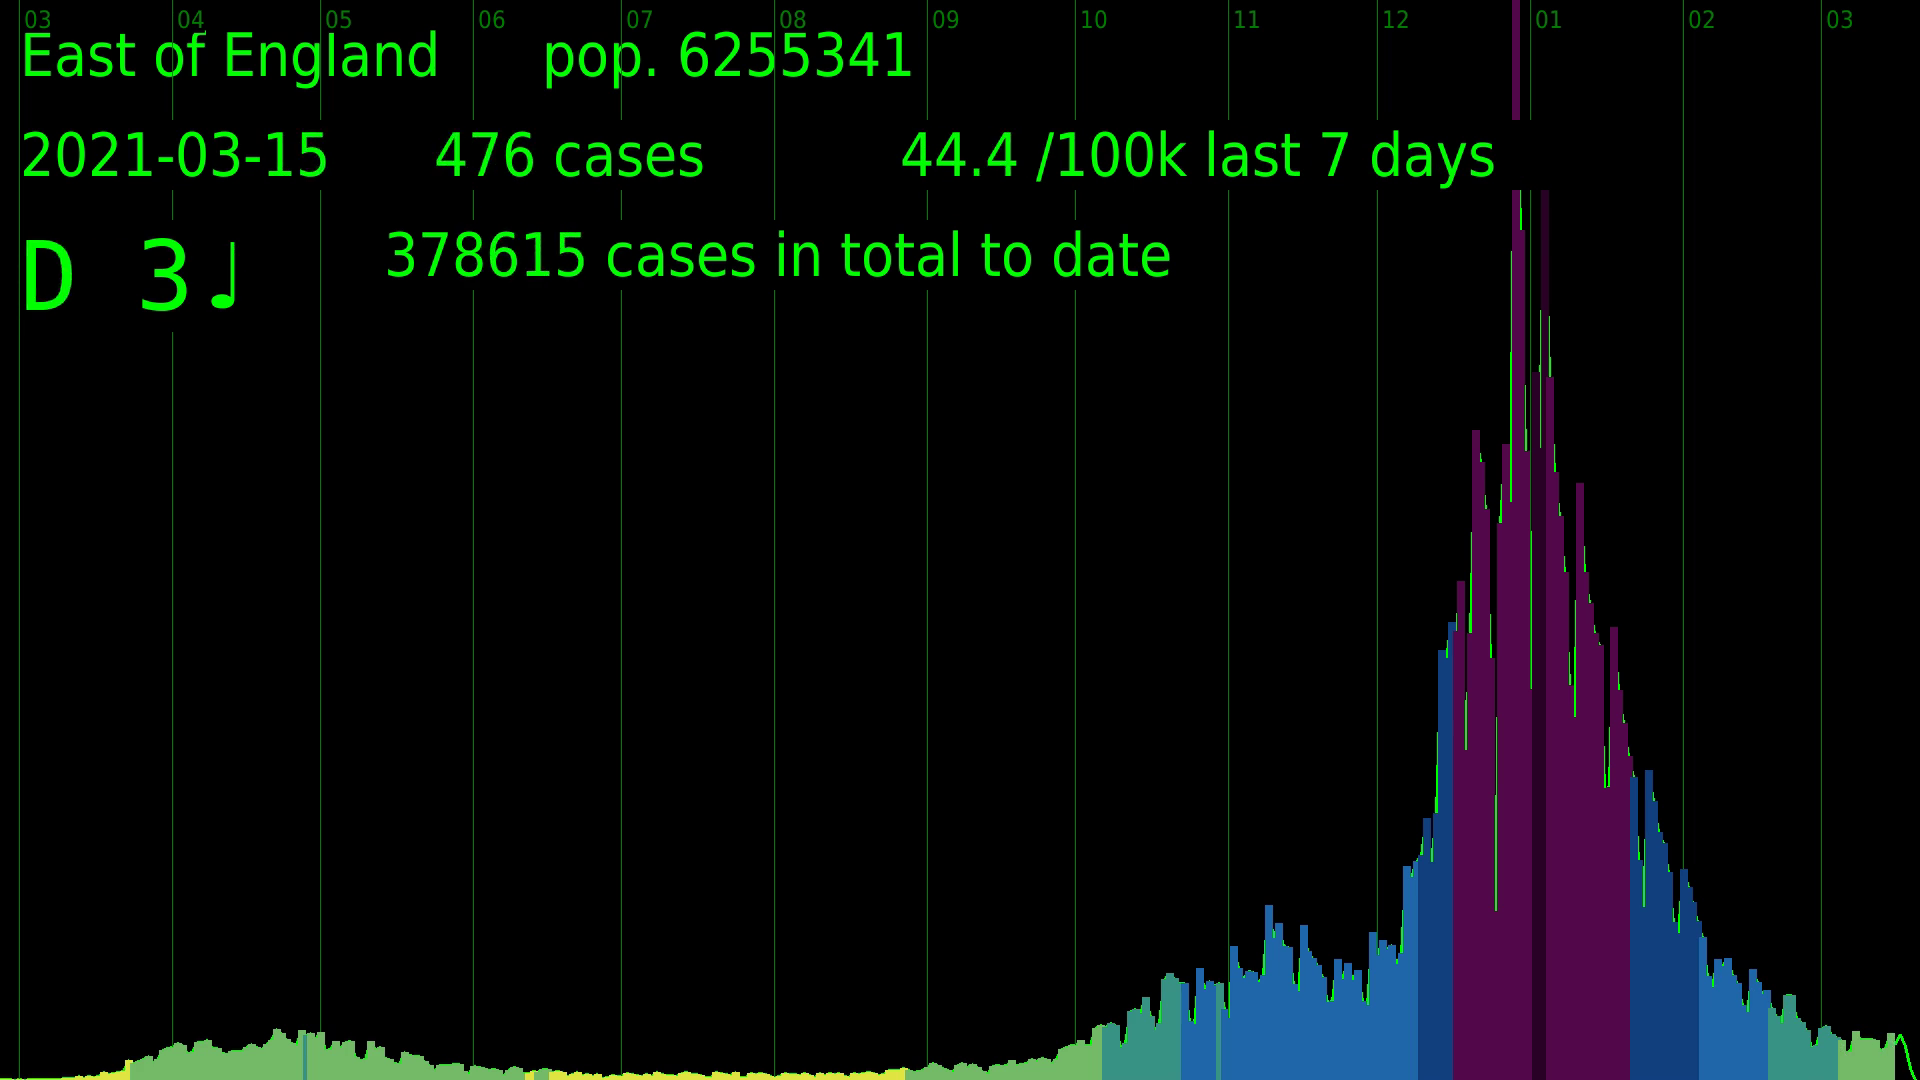 03 04 05 06 07 08 09 10 11 12 01 02 03
East of England pop. 6255341
2021-03-15 476 cases 44.4 /100k last 7 days
D 3♩ 378615 cases in total to date